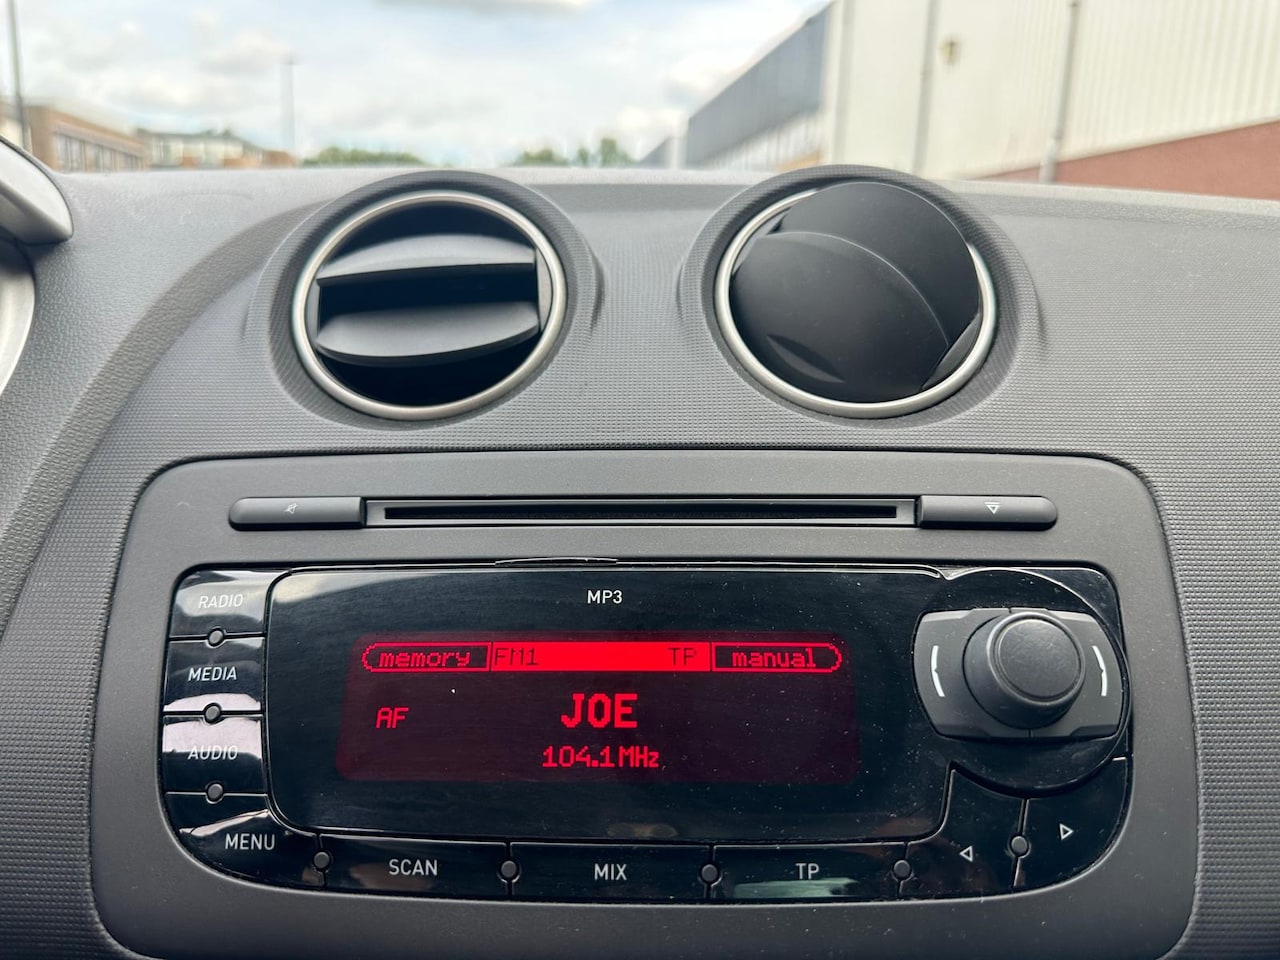 RADIO
MP3
memory FM1 TP manual
MEDIA
AF JOE
104.1 MHz
AUDIO
MENU
SCAN MIX TP